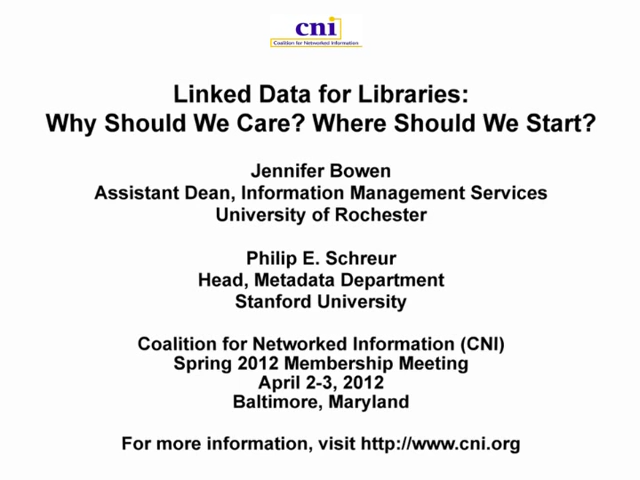 cni
Coalition for Networked Information
Linked Data for Libraries:
Why Should We Care? Where Should We Start?
Jennifer Bowen
Assistant Dean, Information Management Services
University of Rochester
Philip E. Schreur
Head, Metadata Department
Stanford University
Coalition for Networked Information (CNI)
Spring 2012 Membership Meeting
April 2-3, 2012
Baltimore, Maryland
For more information, visit http://www.cni.org